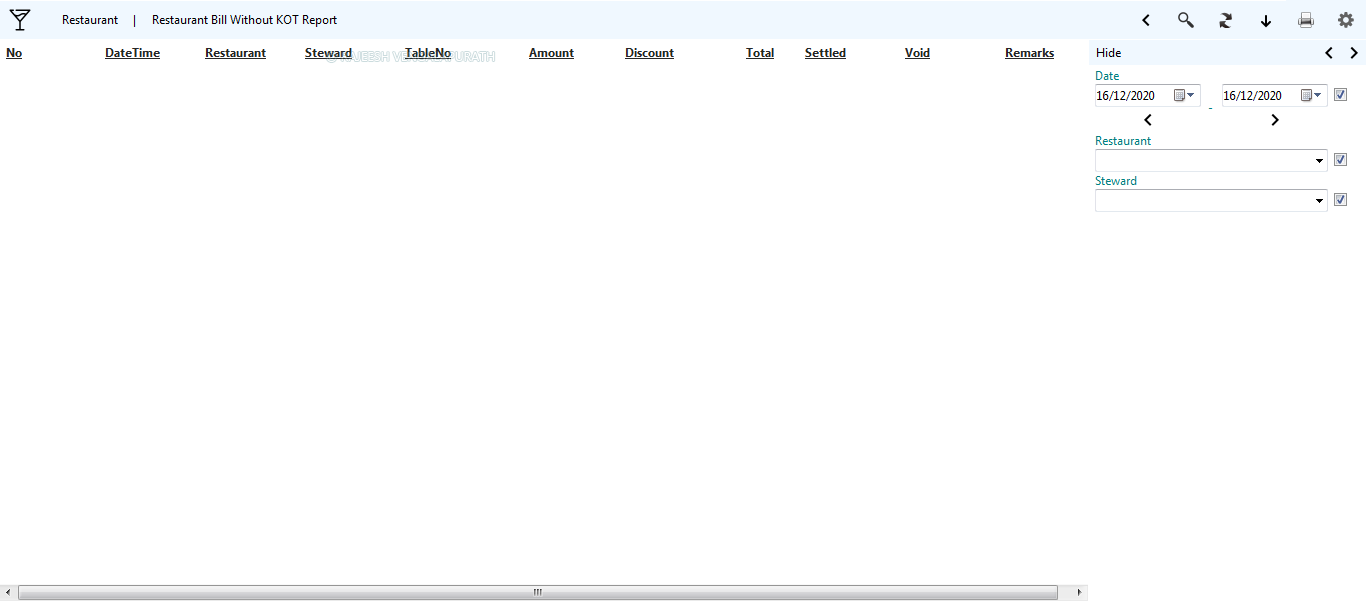 Restaurant | Restaurant Bill Without KOT Report
No DateTime Restaurant Steward TableNo Amount Discount Total Settled Void Remarks
Hide
Date
16/12/2020 - 16/12/2020
Restaurant
Steward